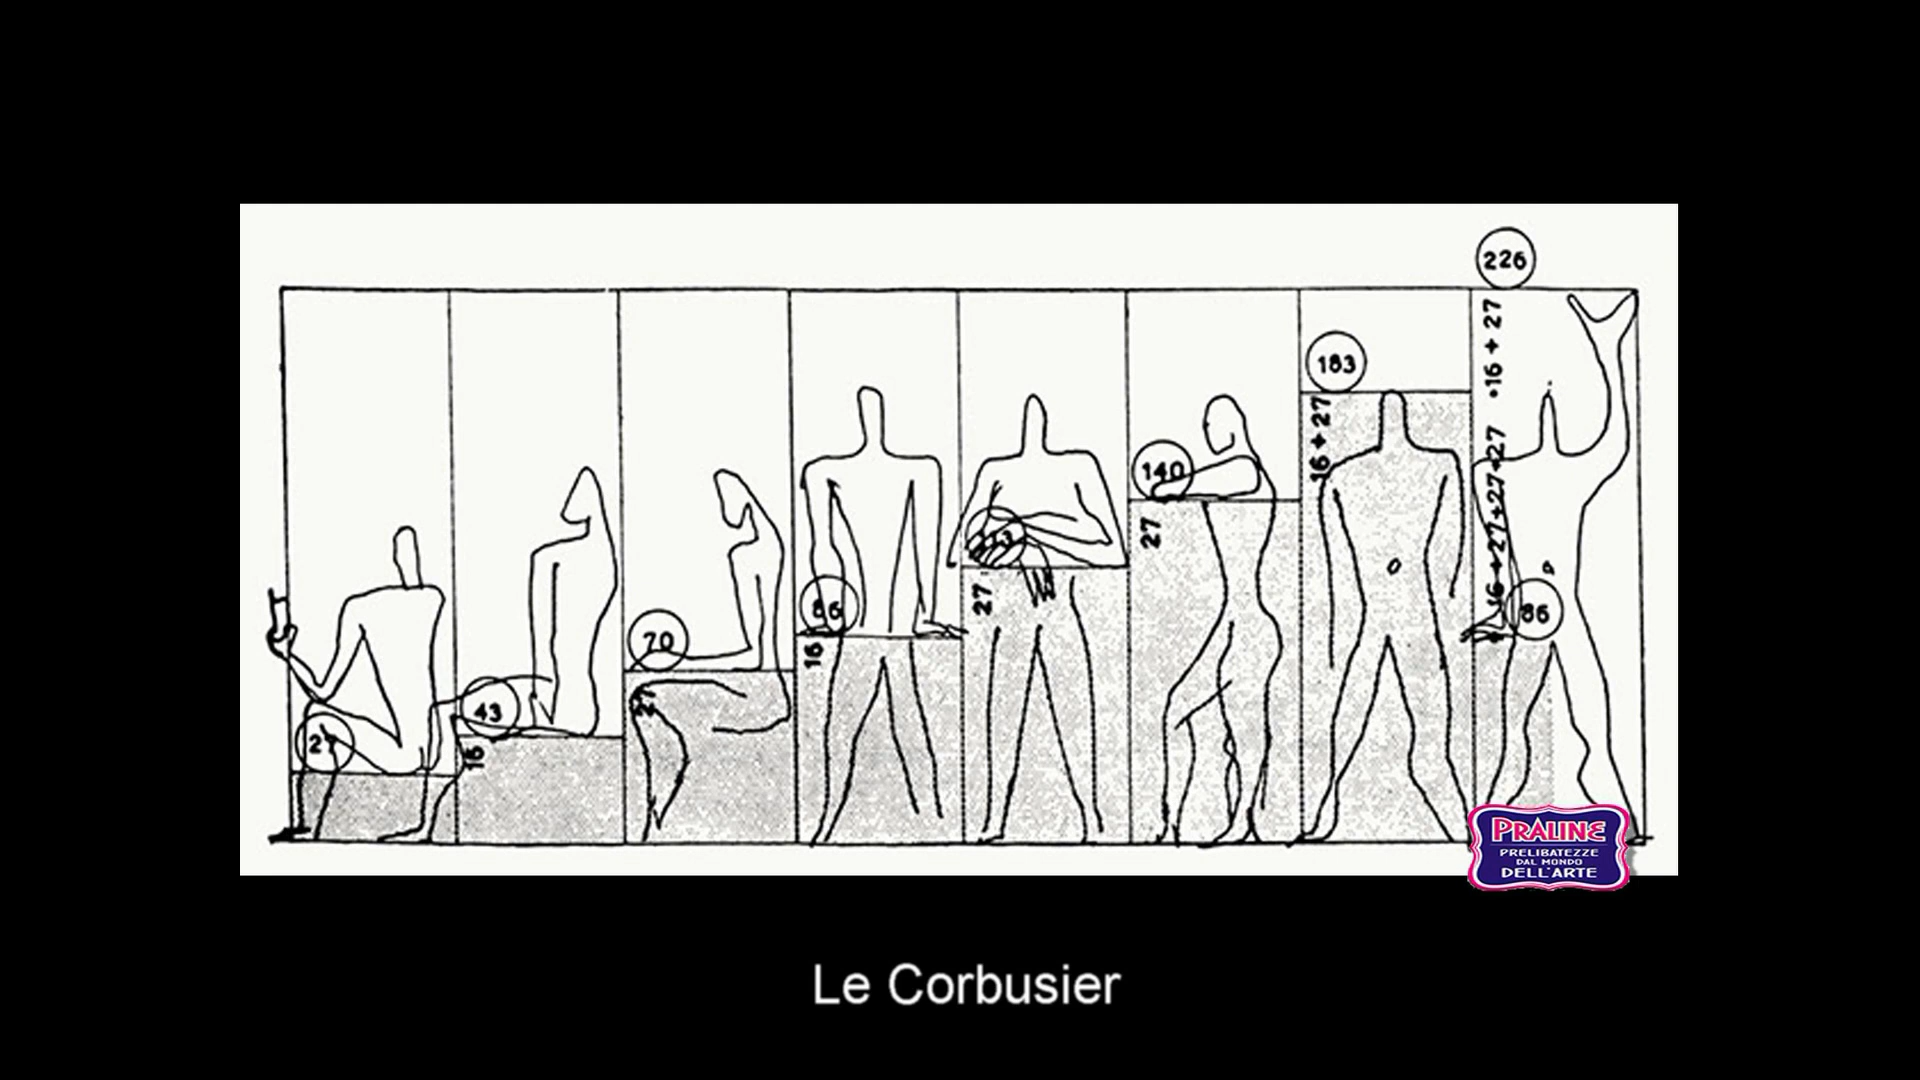 226
183
140
86
70
43
27
16
27
16
27
27
16 + 27
16 + 27
16 + 27 + 27 + 27
86
PRALINE
PRELIBATEZZE
DAL MONDO
DELL'ARTE
Le Corbusier